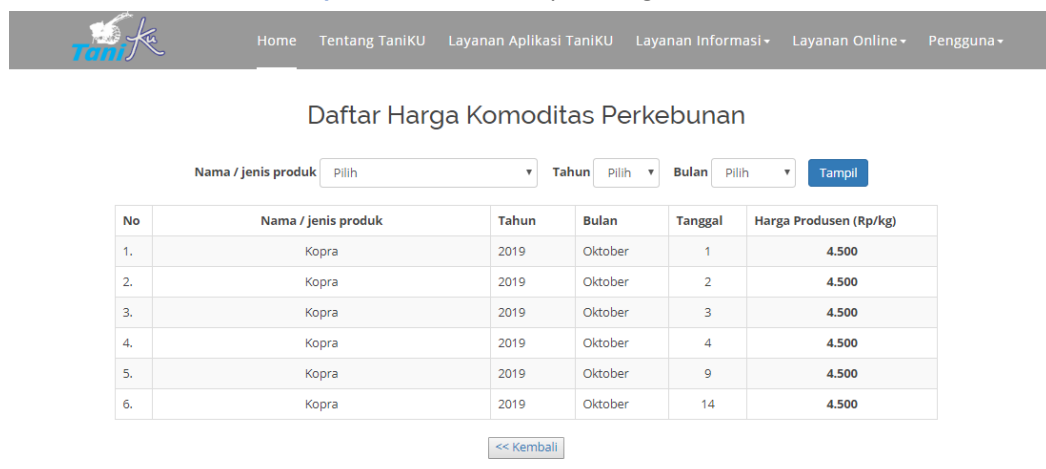 Tani Ku Home Tentang TaniKU Layanan Aplikasi TaniKU Layanan Informasi Layanan Online Pengguna
Daftar Harga Komoditas Perkebunan
Nama / jenis produk Pilih Tahun Pilih Bulan Pilih Tampil
No Nama / jenis produk Tahun Bulan Tanggal Harga Produsen (Rp/kg)
1. Kopra 2019 Oktober 1 4.500
2. Kopra 2019 Oktober 2 4.500
3. Kopra 2019 Oktober 3 4.500
4. Kopra 2019 Oktober 4 4.500
5. Kopra 2019 Oktober 9 4.500
6. Kopra 2019 Oktober 14 4.500
<< Kembali